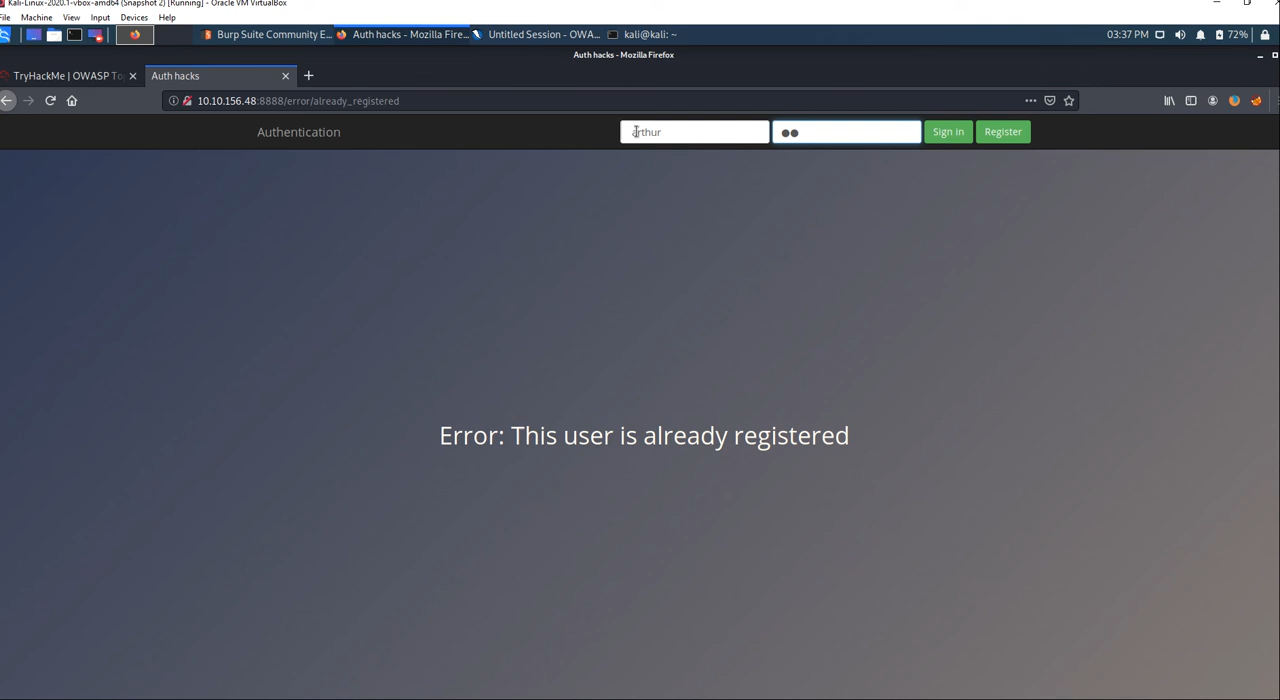 Kali-Linux-2020.1-vbox-amd64 (Snapshot 2) [Running] - Oracle VM VirtualBox
File Machine View Input Devices Help
Burp Suite Community E... Auth hacks - Mozilla Fire... Untitled Session - OWA... kali@kali: ~ 03:37 PM 72%
Auth hacks - Mozilla Firefox
TryHackMe | OWASP To Auth hacks
10.10.156.48:8888/error/already_registered
Authentication arthur Sign in Register
Error: This user is already registered